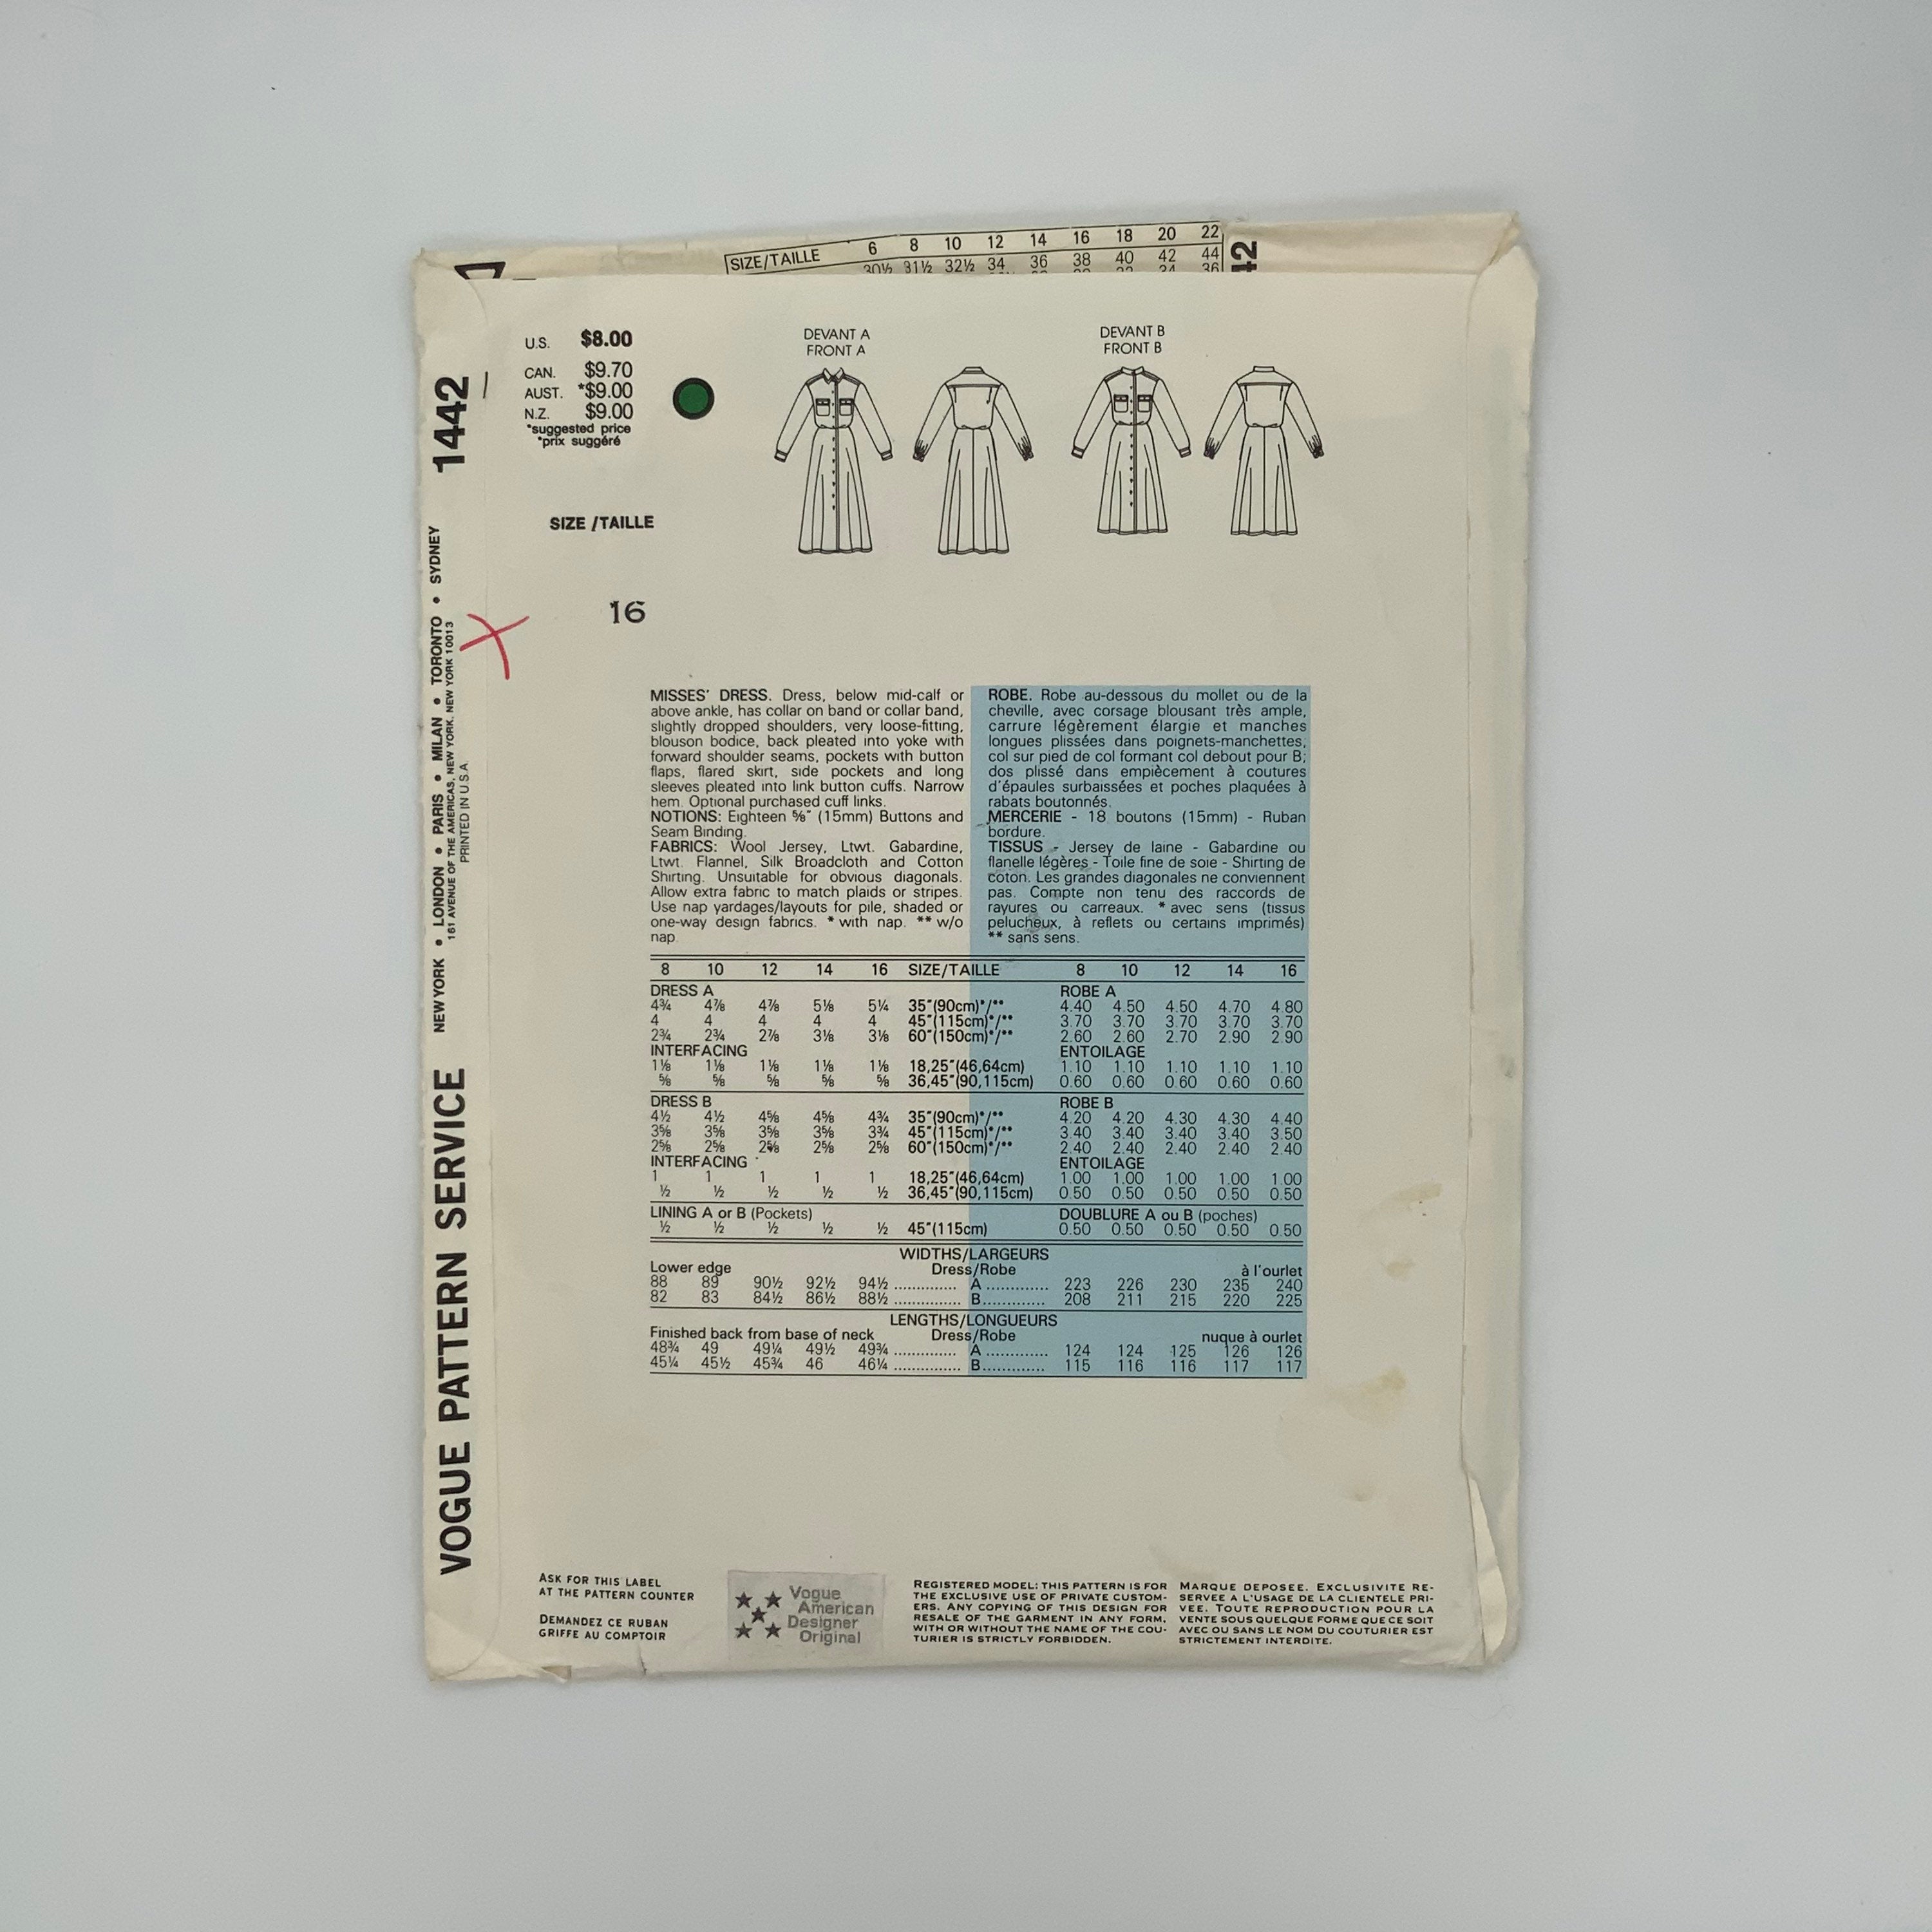 SIZE/TAILLE 6 8 10 12 14 16 18 20 22
30½ 31½ 32½ 34 36 38 40 42 44
42
1442
NEW YORK • LONDON • PARIS • MILAN • TORONTO • SYDNEY
161 AVENUE OF THE AMERICAS, NEW YORK, NEW YORK 10013
PRINTED IN U.S.A.
VOGUE PATTERN SERVICE
U.S. $8.00
CAN. $9.70
AUST. *$9.00
N.Z. $9.00
*suggested price
*prix suggéré
DEVANT A
FRONT A
DEVANT B
FRONT B
SIZE /TAILLE
16
MISSES' DRESS. Dress, below mid-calf or
above ankle, has collar on band or collar band,
slightly dropped shoulders, very loose-fitting,
blouson bodice, back pleated into yoke with
forward shoulder seams, pockets with button
flaps, flared skirt, side pockets and long
sleeves pleated into link button cuffs. Narrow
hem. Optional purchased cuff links.
NOTIONS: Eighteen ⅝" (15mm) Buttons and
Seam Binding.
FABRICS: Wool Jersey, Ltwt. Gabardine,
Ltwt. Flannel, Silk Broadcloth and Cotton
Shirting. Unsuitable for obvious diagonals.
Allow extra fabric to match plaids or stripes.
Use nap yardages/layouts for pile, shaded or
one-way design fabrics. * with nap. ** w/o
nap.
ROBE. Robe au-dessous du mollet ou de la
cheville, avec corsage blousant très ample,
carrure légèrement élargie et manches
longues plissées dans poignets-manchettes,
col sur pied de col formant col debout pour B;
dos plissé dans empiècement à coutures
d'épaules surbaissées et poches plaquées à
rabats boutonnés.
MERCERIE - 18 boutons (15mm) - Ruban
bordure.
TISSUS - Jersey de laine - Gabardine ou
flanelle légères - Toile fine de soie - Shirting de
coton. Les grandes diagonales ne conviennent
pas. Compte non tenu des raccords de
rayures ou carreaux. * avec sens (tissus
pelucheux, à reflets ou certains imprimés)
** sans sens.
8 10 12 14 16 SIZE/TAILLE 8 10 12 14 16
DRESS A ROBE A
4¾ 4⅞ 4⅞ 5⅛ 5¼ 35"(90cm)*/** 4.40 4.50 4.50 4.70 4.80
4 4 4 4 4 45"(115cm)*/** 3.70 3.70 3.70 3.70 3.70
2¾ 2¾ 2⅞ 3⅛ 3⅛ 60"(150cm)*/** 2.60 2.60 2.70 2.90 2.90
INTERFACING ENTOILAGE
1⅛ 1⅛ 1⅛ 1⅛ 1⅛ 18,25"(46,64cm) 1.10 1.10 1.10 1.10 1.10
⅝ ⅝ ⅝ ⅝ ⅝ 36,45"(90,115cm) 0.60 0.60 0.60 0.60 0.60
DRESS B ROBE B
4½ 4½ 4⅝ 4⅝ 4¾ 35"(90cm)*/** 4.20 4.20 4.30 4.30 4.40
3⅝ 3⅝ 3⅝ 3⅝ 3¾ 45"(115cm)*/** 3.40 3.40 3.40 3.40 3.50
2⅝ 2⅝ 2⅝ 2⅝ 2⅝ 60"(150cm)*/** 2.40 2.40 2.40 2.40 2.40
INTERFACING ENTOILAGE
1 1 1 1 1 18,25"(46,64cm) 1.00 1.00 1.00 1.00 1.00
½ ½ ½ ½ ½ 36,45"(90,115cm) 0.50 0.50 0.50 0.50 0.50
LINING A or B (Pockets) DOUBLURE A ou B (poches)
½ ½ ½ ½ ½ 45"(115cm) 0.50 0.50 0.50 0.50 0.50
WIDTHS/LARGEURS
Lower edge Dress/Robe à l'ourlet
88 89 90½ 92½ 94½ ............. A ............ 223 226 230 235 240
82 83 84½ 86½ 88½ .............. B............. 208 211 215 220 225
LENGTHS/LONGUEURS
Finished back from base of neck Dress/Robe nuque à ourlet
48¾ 49 49¼ 49½ 49¾ ............. A ............ 124 124 125 126 126
45¼ 45½ 45¾ 46 46¼ .............. B............. 115 116 116 117 117
ASK FOR THIS LABEL
AT THE PATTERN COUNTER
DEMANDEZ CE RUBAN
GRIFFE AU COMPTOIR
Vogue
American
Designer
Original
REGISTERED MODEL: THIS PATTERN IS FOR
THE EXCLUSIVE USE OF PRIVATE CUSTOM-
ERS. ANY COPYING OF THIS DESIGN FOR
RESALE OF THE GARMENT IN ANY FORM,
WITH OR WITHOUT THE NAME OF THE COU-
TURIER IS STRICTLY FORBIDDEN.
MARQUE DEPOSEE. EXCLUSIVITE RE-
SERVEE A L'USAGE DE LA CLIENTELE PRI-
VEE. TOUTE REPRODUCTION POUR LA
VENTE SOUS QUELQUE FORME QUE CE SOIT
AVEC OU SANS LE NOM DU COUTURIER EST
STRICTEMENT INTERDITE.